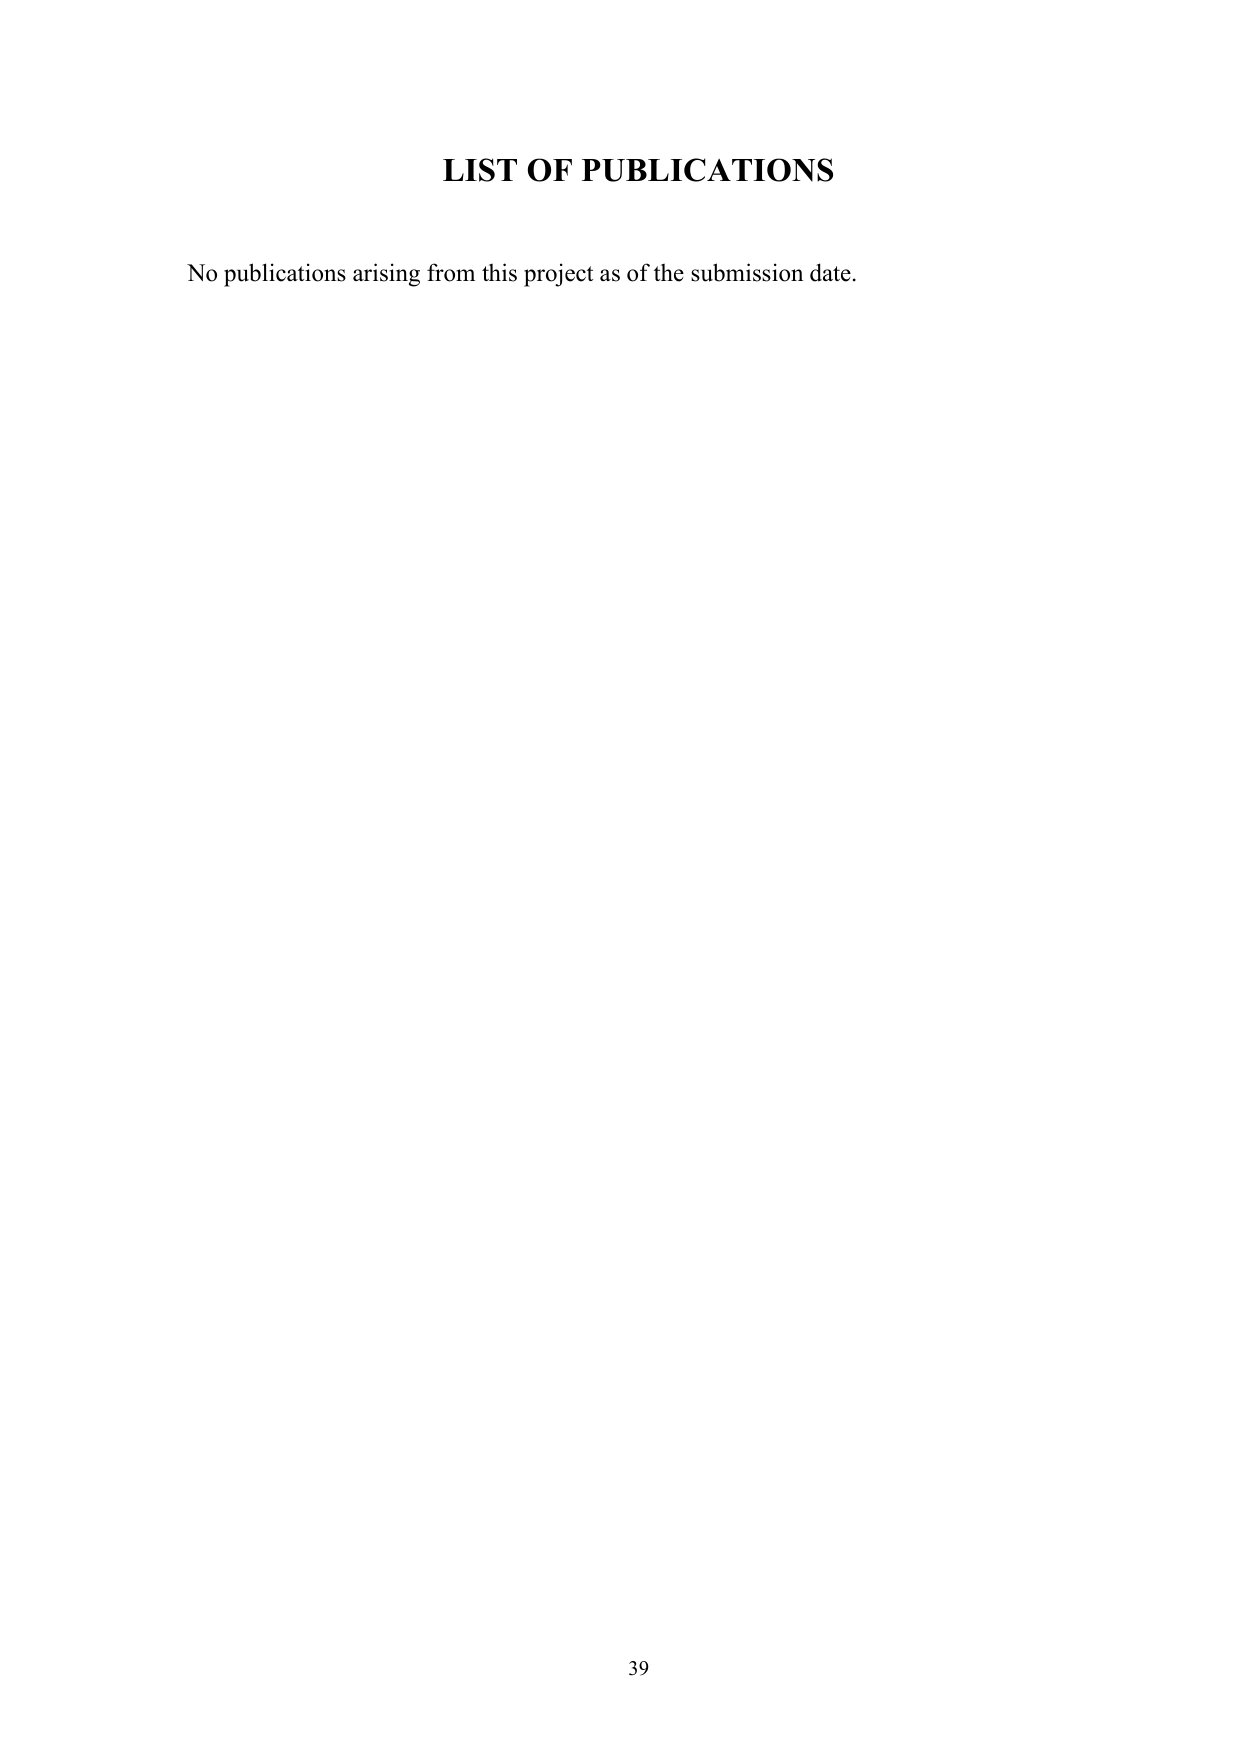 LIST OF PUBLICATIONS
No publications arising from this project as of the submission date.
39